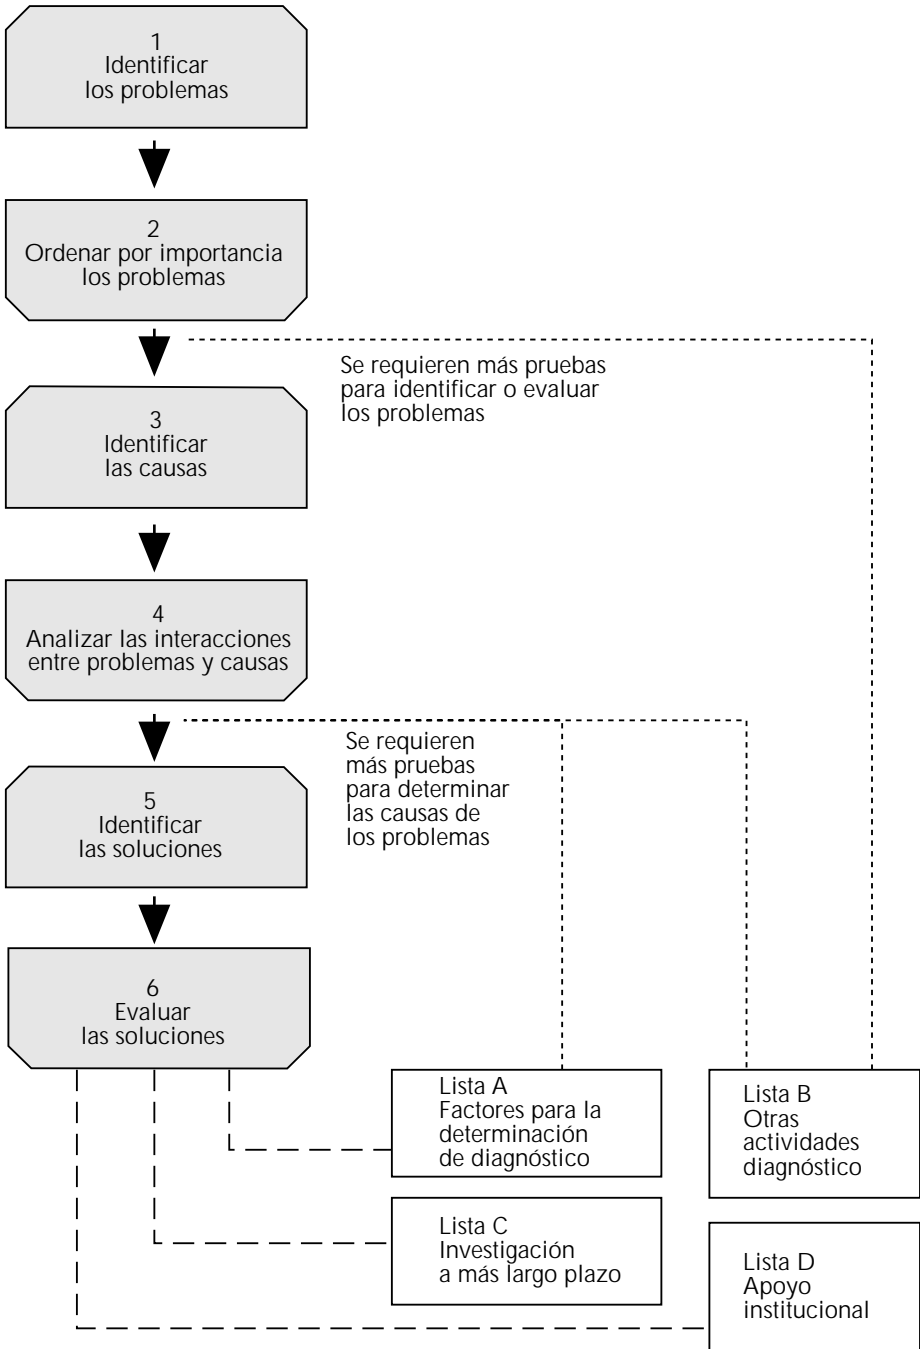 1
Identificar
los problemas
2
Ordenar por importancia
los problemas
Se requieren más pruebas
para identificar o evaluar
los problemas
3
Identificar
las causas
4
Analizar las interacciones
entre problemas y causas
Se requieren
más pruebas
para determinar
las causas de
los problemas
5
Identificar
las soluciones
6
Evaluar
las soluciones
Lista A
Factores para la
determinación
de diagnóstico
Lista B
Otras
actividades
diagnóstico
Lista C
Investigación
a más largo plazo
Lista D
Apoyo
institucional